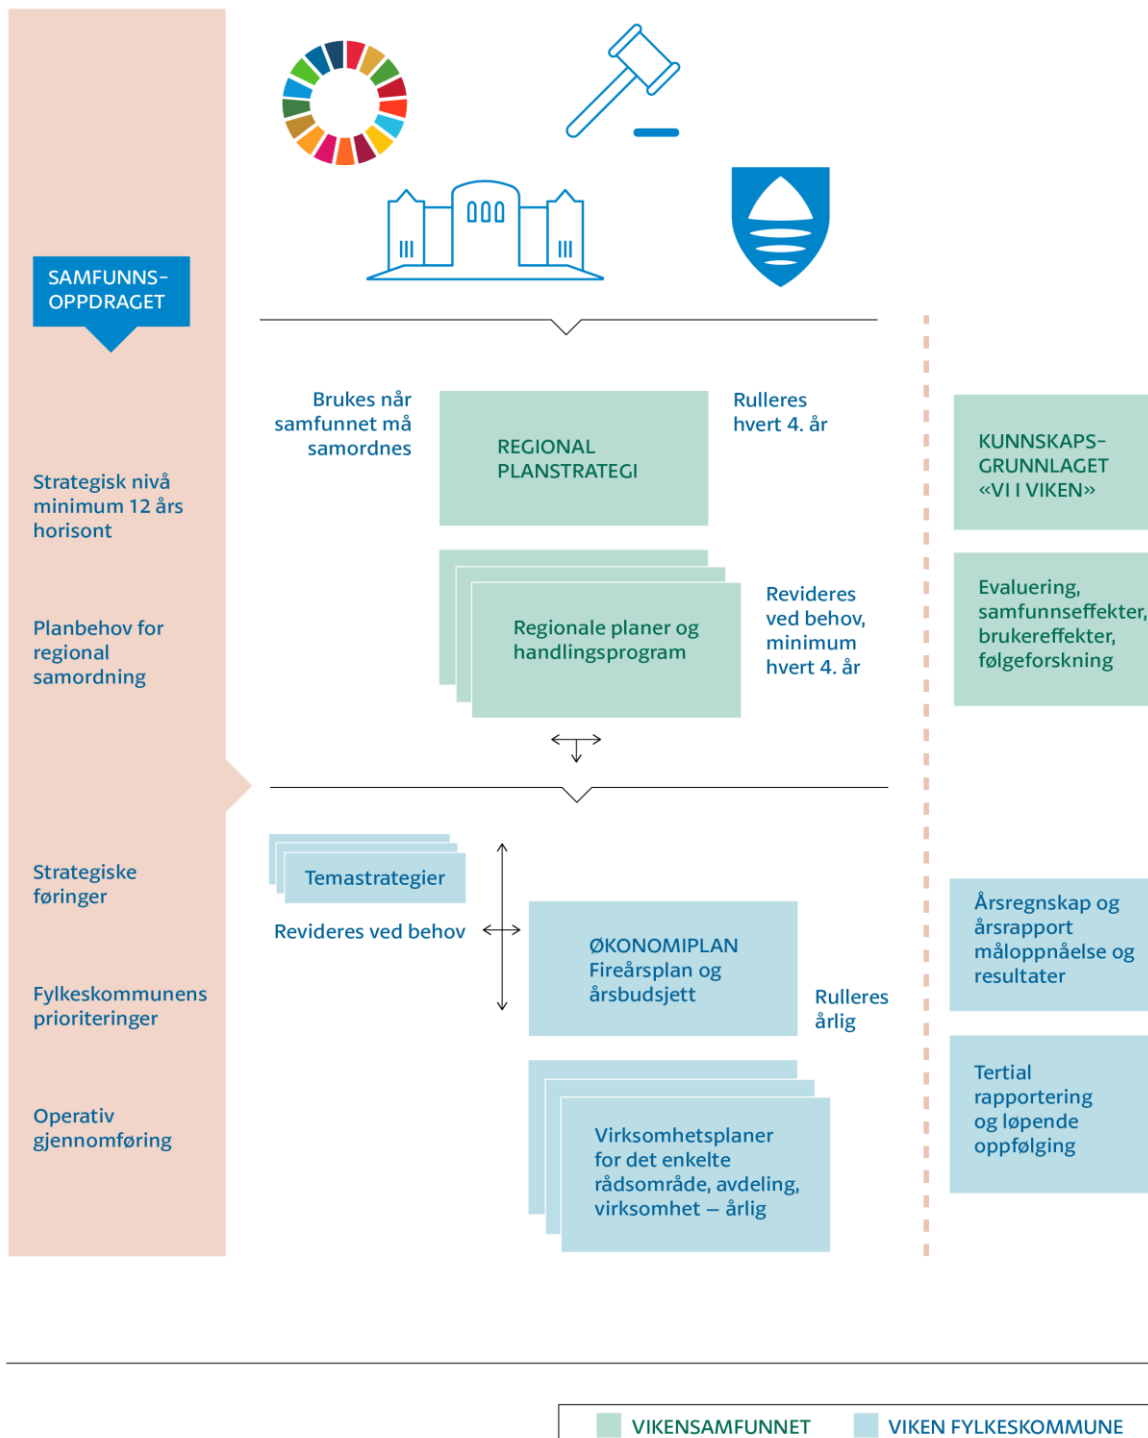 SAMFUNNS-
OPPDRAGET
Strategisk nivå
minimum 12 års
horisont
Planbehov for
regional
samordning
Strategiske
føringer
Fylkeskommunens
prioriteringer
Operativ
gjennomføring
Brukes når
samfunnet må
samordnes
REGIONAL
PLANSTRATEGI
Rulleres
hvert 4. år
Regionale planer og
handlingsprogram
Revideres
ved behov,
minimum
hvert 4. år
Temastrategier
Revideres ved behov
ØKONOMIPLAN
Fireårsplan og
årsbudsjett
Rulleres
årlig
Virksomhetsplaner
for det enkelte
rådsområde, avdeling,
virksomhet – årlig
KUNNSKAPS-
GRUNNLAGET
«VI I VIKEN»
Evaluering,
samfunnseffekter,
brukereffekter,
følgeforskning
Årsregnskap og
årsrapport
måloppnåelse og
resultater
Tertial
rapportering
og løpende
oppfølging
VIKENSAMFUNNET
VIKEN FYLKESKOMMUNE